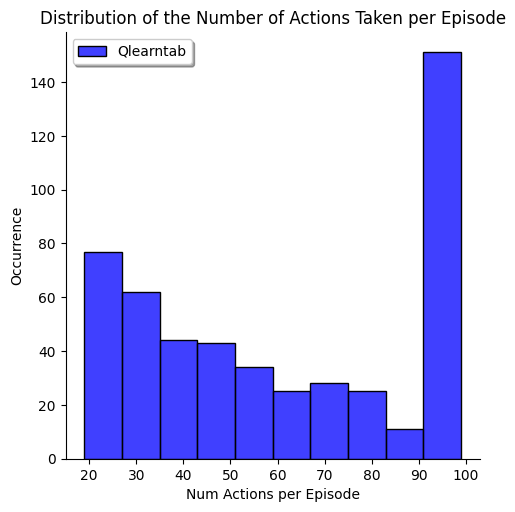 Distribution of the Number of Actions Taken per Episode
Qlearntab
140
120
100
80
60
40
20
0
Occurrence
20 30 40 50 60 70 80 90 100
Num Actions per Episode